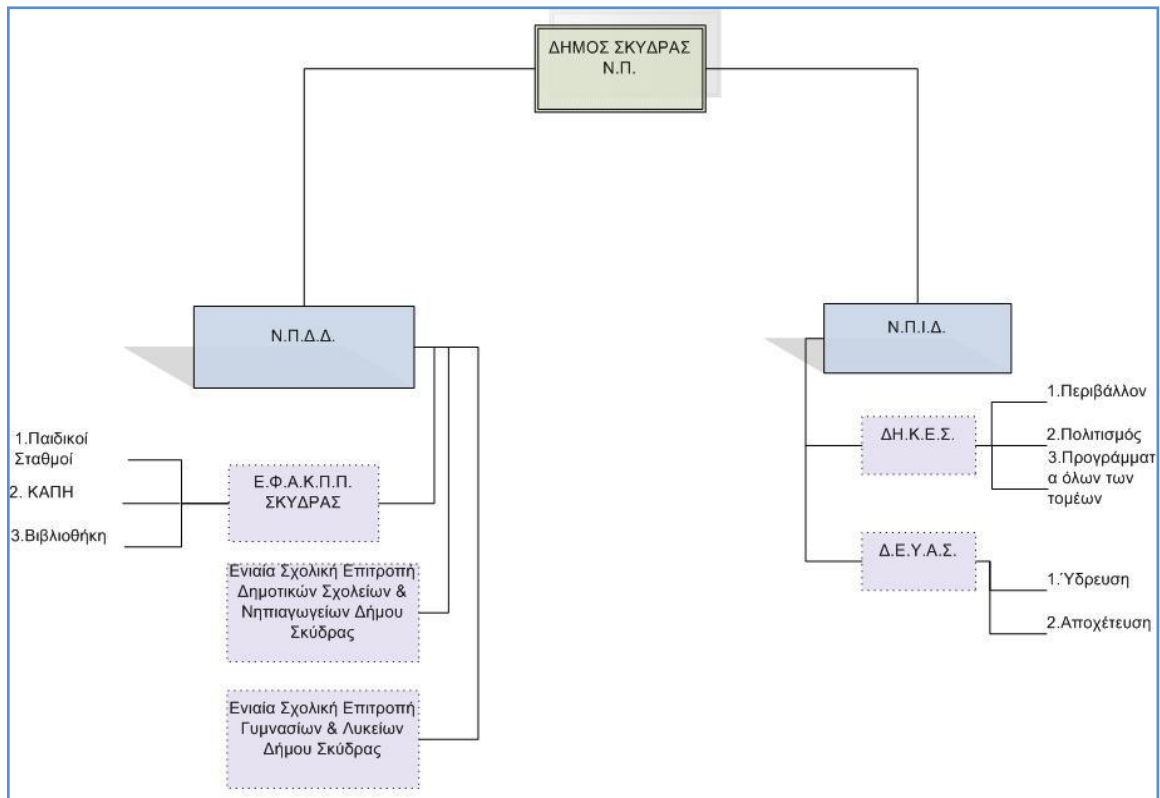 ΔΗΜΟΣ ΣΚΥΔΡΑΣ
Ν.Π.
Ν.Π.Δ.Δ.
1.Παιδικοί
Σταθμοί
2. ΚΑΠΗ
3.Βιβλιοθήκη
Ε.Φ.Α.Κ.Π.Π.
ΣΚΥΔΡΑΣ
Ενιαία Σχολική Επιτροπή
Δημοτικών Σχολείων &
Νηπιαγωγείων Δήμου
Σκύδρας
Ενιαία Σχολική Επιτροπή
Γυμνασίων & Λυκείων
Δήμου Σκύδρας
Ν.Π.Ι.Δ.
ΔΗ.Κ.Ε.Σ.
1.Περιβάλλον
2.Πολιτισμός
3.Προγράμματ
α όλων των
τομέων
Δ.Ε.Υ.Α.Σ.
1.Ύδρευση
2.Αποχέτευση